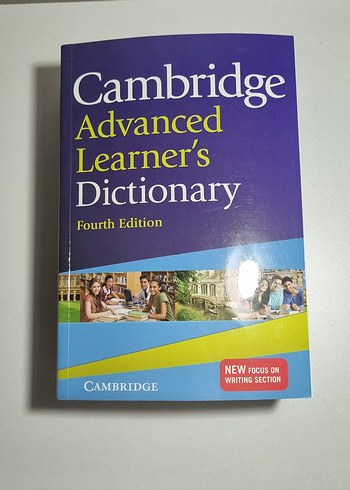 Cambridge
Advanced
Learner's
Dictionary
Fourth Edition
CAMBRIDGE
NEW FOCUS ON
WRITING SECTION